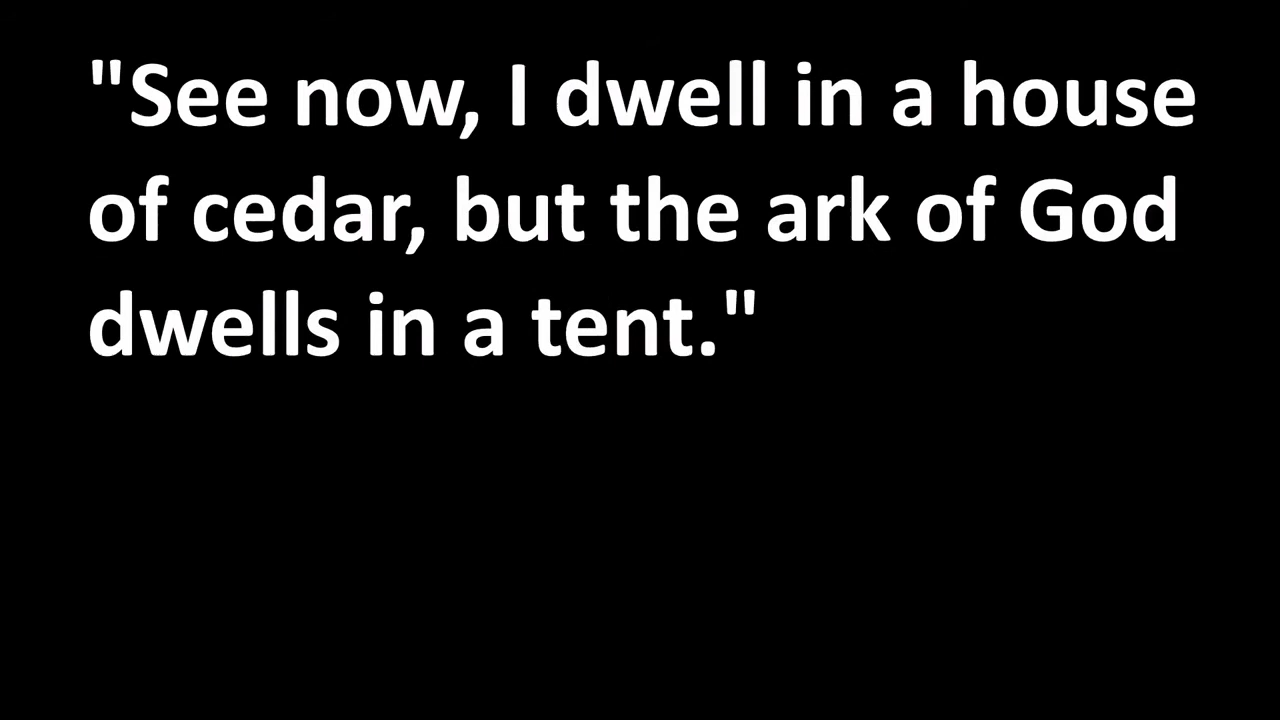 "See now, I dwell in a house
of cedar, but the ark of God
dwells in a tent."